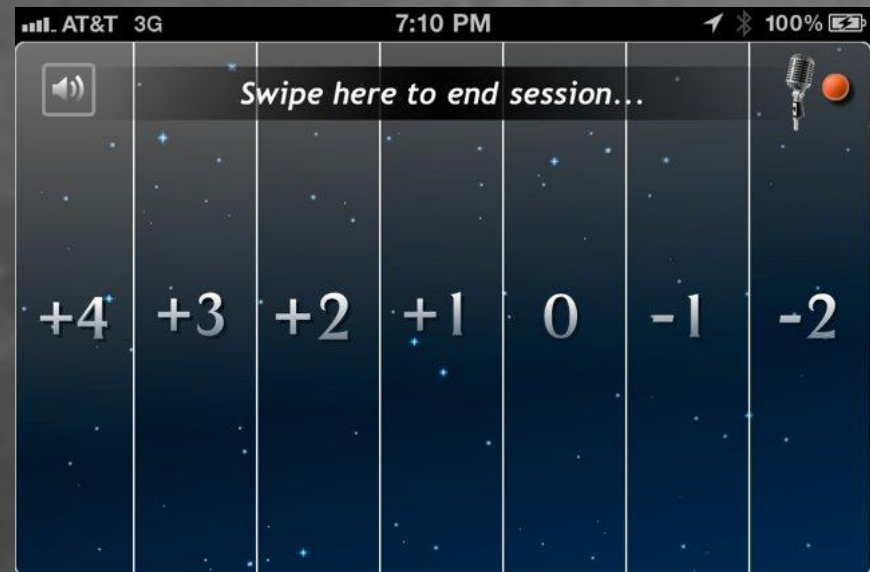 AT&T 3G 7:10 PM 100%
Swipe here to end session...
+4 +3 +2 +1 0 -1 -2